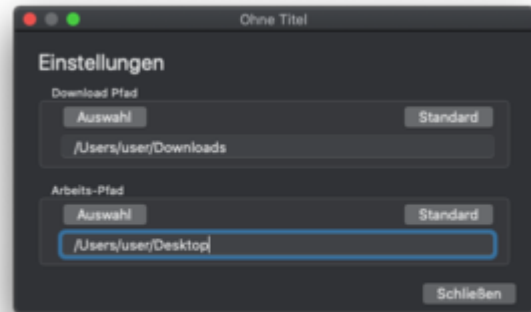 Ohne Titel
Einstellungen
Download Pfad
Auswahl Standard
/Users/user/Downloads
Arbeits-Pfad
Auswahl Standard
/Users/user/Desktop
Schließen